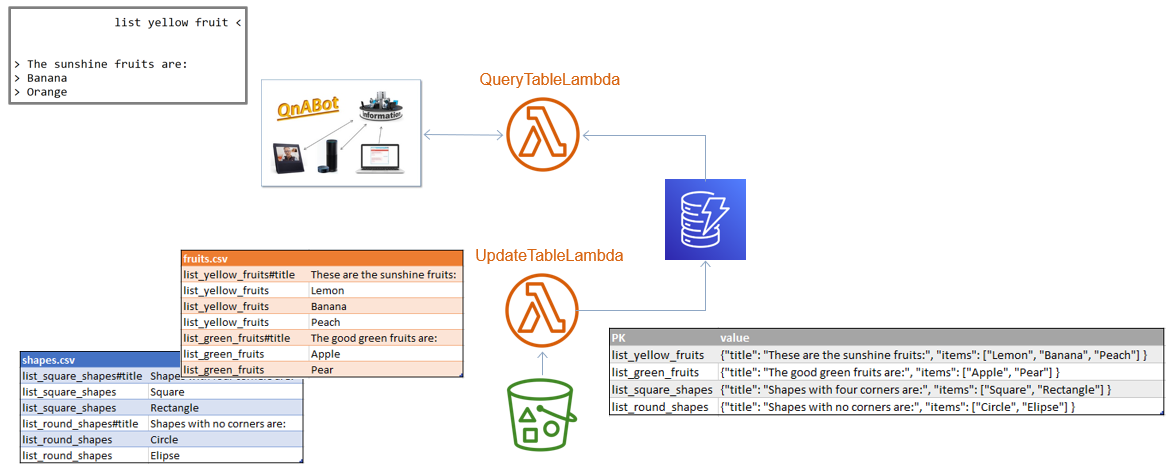 list yellow fruit <
> The sunshine fruits are:
> Banana
> Orange
QueryTableLambda
QnABot
Information
UpdateTableLambda
fruits.csv
list_yellow_fruits#title These are the sunshine fruits:
list_yellow_fruits Lemon
list_yellow_fruits Banana
list_yellow_fruits Peach
list_green_fruits#title The good green fruits are:
list_green_fruits Apple
list_green_fruits Pear
shapes.csv
list_square_shapes#title Shapes with four corners are:
list_square_shapes Square
list_square_shapes Rectangle
list_round_shapes#title Shapes with no corners are:
list_round_shapes Circle
list_round_shapes Elipse
PK value
list_yellow_fruits {"title": "These are the sunshine fruits:", "items": ["Lemon", "Banana", "Peach"] }
list_green_fruits {"title": "The good green fruits are:", "items": ["Apple", "Pear"] }
list_square_shapes {"title": "Shapes with four corners are:", "items": ["Square", "Rectangle"] }
list_round_shapes {"title": "Shapes with no corners are:", "items": ["Circle", "Elipse"] }